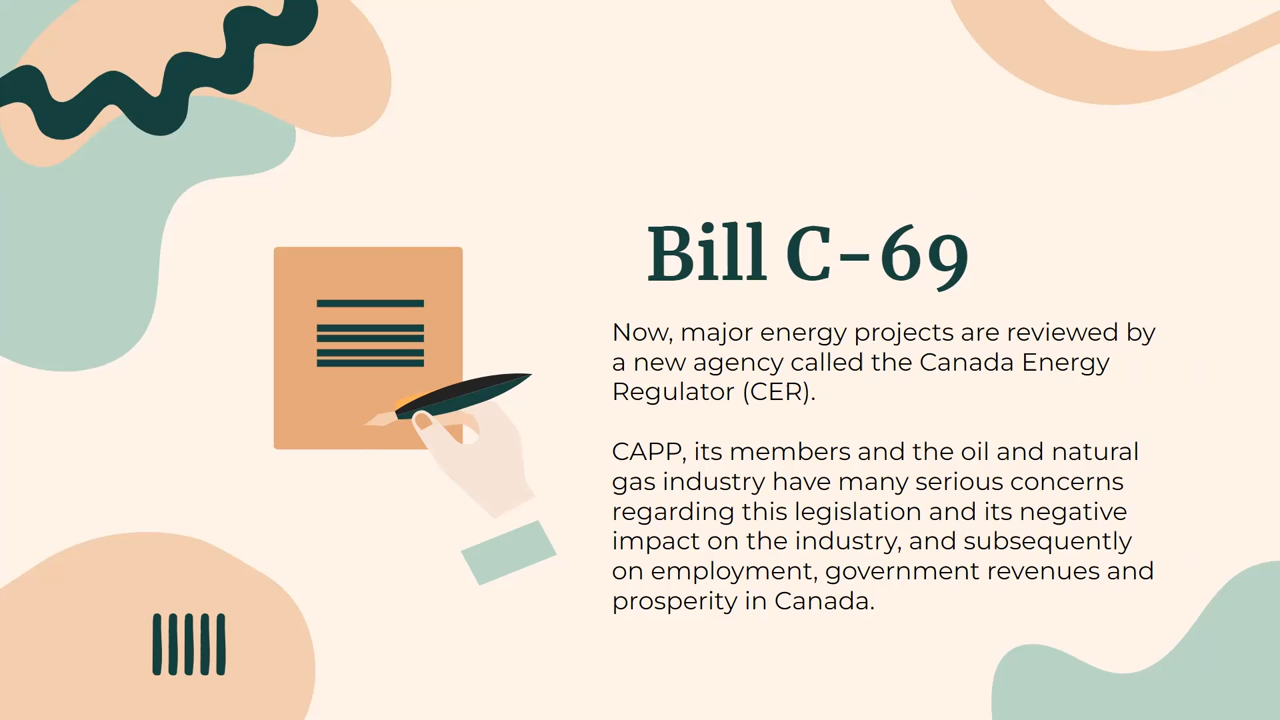 Bill C-69
Now, major energy projects are reviewed by
a new agency called the Canada Energy
Regulator (CER).
CAPP, its members and the oil and natural
gas industry have many serious concerns
regarding this legislation and its negative
impact on the industry, and subsequently
on employment, government revenues and
prosperity in Canada.